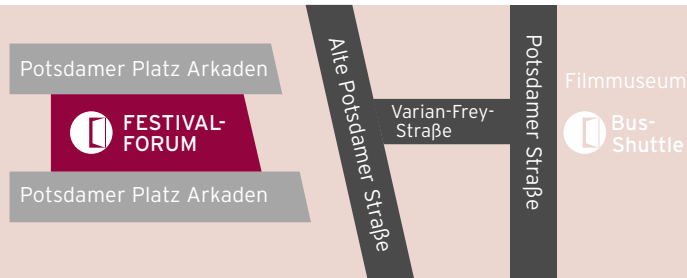 Potsdamer Platz Arkaden
FESTIVAL-
FORUM
Potsdamer Platz Arkaden
Alte Potsdamer Straße
Varian-Frey-
Straße
Potsdamer Straße
Filmmuseum
Bus-
Shuttle